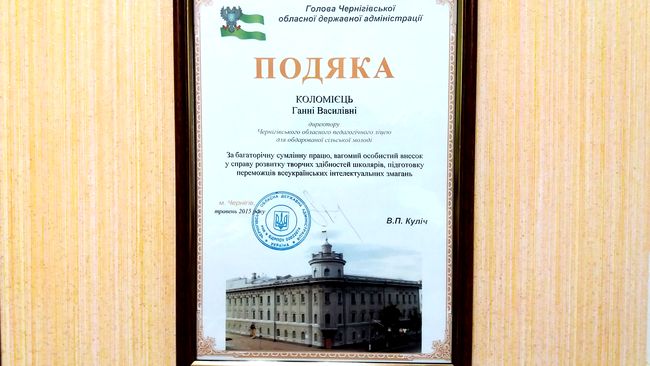 Голова Чернігівської
обласної державної адміністрації
ПОДЯКА
КОЛОМІЄЦЬ
Ганні Василівні
директору
Чернігівського обласного педагогічного ліцею
для обдарованої сільської молоді
За багаторічну сумлінну працю, вагомий особистий внесок
у справу розвитку творчих здібностей школярів, підготовку
переможців всеукраїнських інтелектуальних змагань
м. Чернігів
травень 2015 року
В.П. Куліч